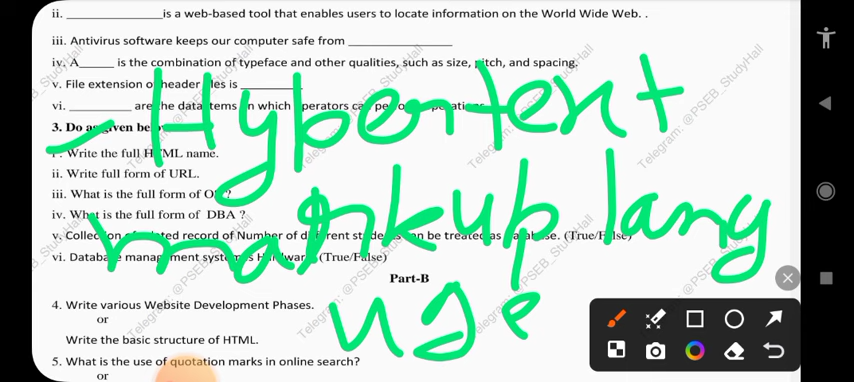 ii. ______________is a web-based tool that enables users to locate information on the World Wide Web. .
iii. Antivirus software keeps our computer safe from ________________
iv. A_____ is the combination of typeface and other qualities, such as size, pitch, and spacing.
v. File extension of header files is _________
vi. _________ are the data items on which operators can perform operations
3. Do as given below
- Hypertext
i. Write the full HTML name.
ii. Write full form of URL.
markup lang
iii. What is the full form of O ?
iv. What is the full form of DBA ?
v. Collection of related record of Number of different students can be treated as database. (True/False)
vi. Database management system is Hardware (True/False)
uge
Part-B
4. Write various Website Development Phases.
or
Write the basic structure of HTML.
5. What is the use of quotation marks in online search?
or
Telegram: @PSEB_StudyHall